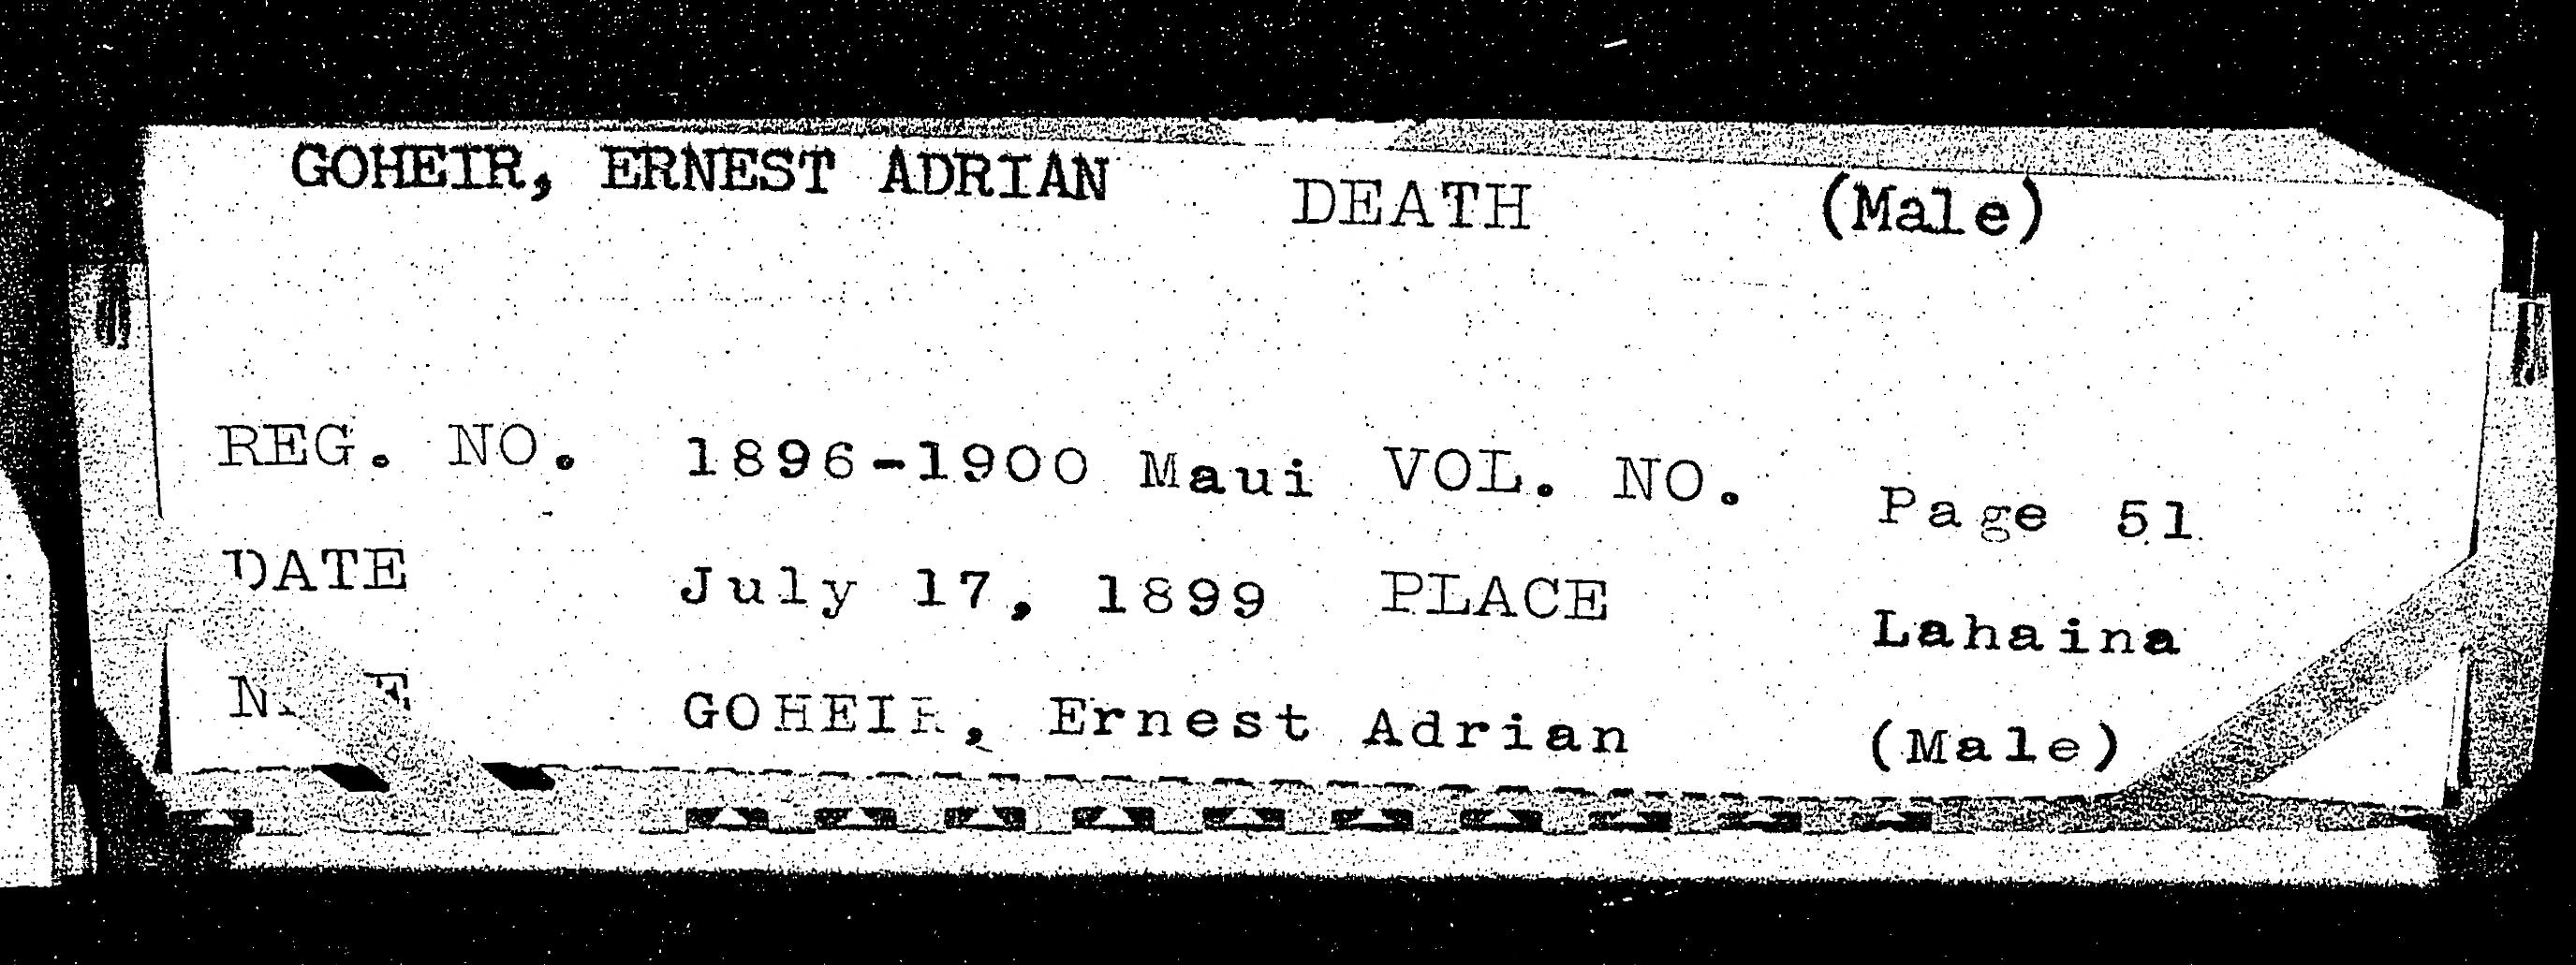 GOHEIR, ERNEST ADRIAN DEATH (Male)
REG. NO. 1896-1900 Maui VOL. NO. Page 51
DATE July 17, 1899 PLACE Lahaina
NAME GOHEIR, Ernest Adrian (Male)